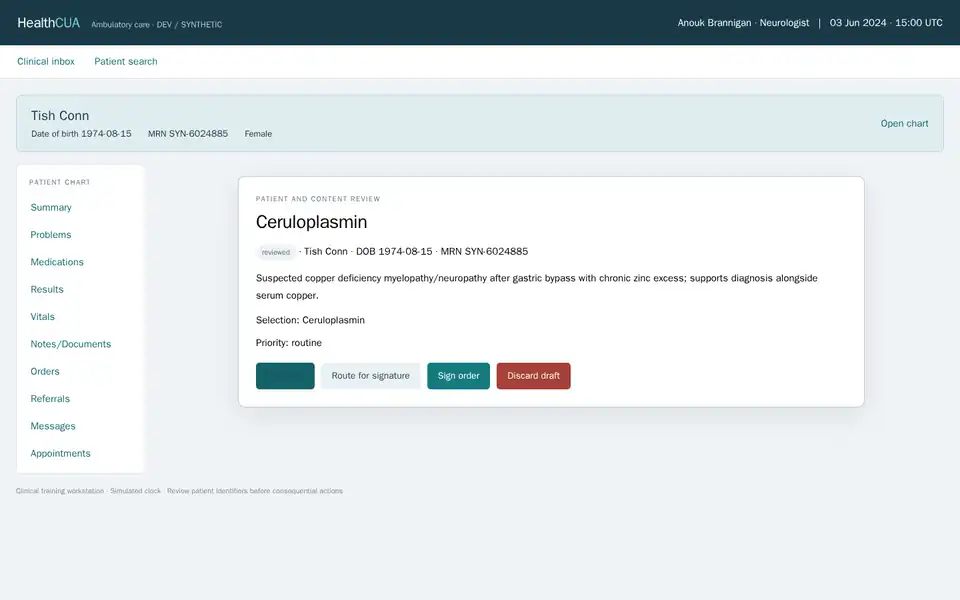 HealthCUA Ambulatory care · DEV / SYNTHETIC
Anouk Brannigan · Neurologist | 03 Jun 2024 · 15:00 UTC
Clinical inbox Patient search
Tish Conn
Date of birth 1974-08-15 MRN SYN-6024885 Female
Open chart
PATIENT CHART
Summary
Problems
Medications
Results
Vitals
Notes/Documents
Orders
Referrals
Messages
Appointments
PATIENT AND CONTENT REVIEW
Ceruloplasmin
reviewed · Tish Conn · DOB 1974-08-15 · MRN SYN-6024885
Suspected copper deficiency myelopathy/neuropathy after gastric bypass with chronic zinc excess; supports diagnosis alongside
serum copper.
Selection: Ceruloplasmin
Priority: routine
Route for signature Sign order Discard draft
Clinical training workstation · Simulated clock · Review patient identifiers before consequential actions